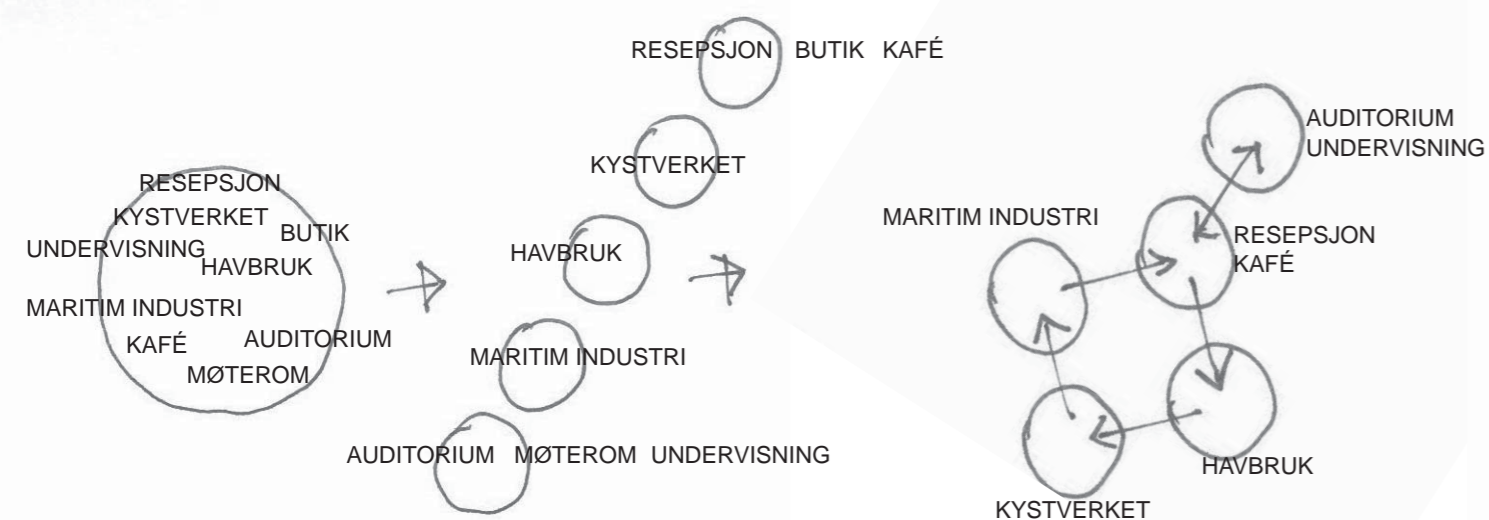 RESEPSJON
KYSTVERKET
BUTIK
UNDERVISNING
HAVBRUK
MARITIM INDUSTRI
KAFÉ
AUDITORIUM
MØTEROM
RESEPSJON BUTIK KAFÉ
KYSTVERKET
HAVBRUK
MARITIM INDUSTRI
AUDITORIUM MØTEROM UNDERVISNING
AUDITORIUM
UNDERVISNING
MARITIM INDUSTRI
RESEPSJON
KAFÉ
HAVBRUK
KYSTVERKET